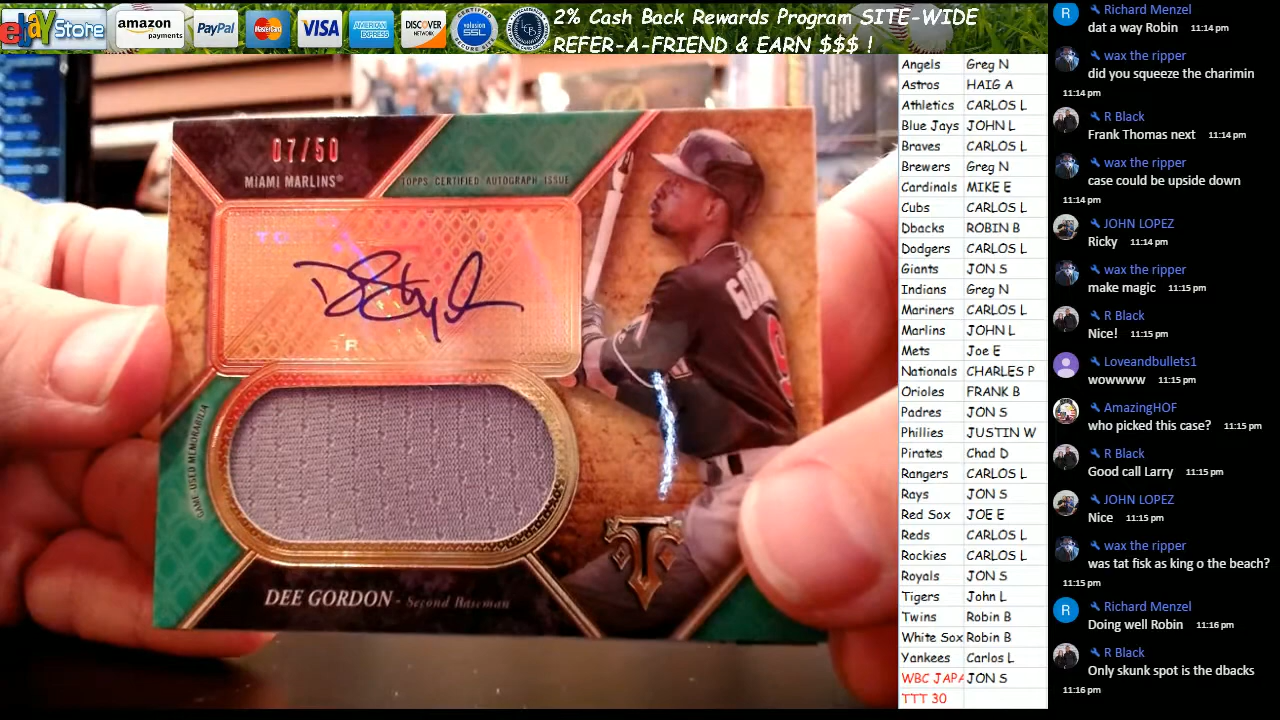 ebay Store
amazon payments
PayPal
MasterCard
VISA
AMERICAN EXPRESS
DISCOVER NETWORK
2% Cash Back Rewards Program SITE-WIDE
REFER-A-FRIEND & EARN $$$ !
07/50
MIAMI MARLINS®
TOPPS CERTIFIED AUTOGRAPH ISSUE
GAME USED MEMORABILIA
DEE GORDON - Second Baseman
Angels Greg N
Astros HAIG A
Athletics CARLOS L
Blue Jays JOHN L
Braves CARLOS L
Brewers Greg N
Cardinals MIKE E
Cubs CARLOS L
Dbacks ROBIN B
Dodgers CARLOS L
Giants JON S
Indians Greg N
Mariners CARLOS L
Marlins JOHN L
Mets Joe E
Nationals CHARLES P
Orioles FRANK B
Padres JON S
Phillies JUSTIN W
Pirates Chad D
Rangers CARLOS L
Rays JON S
Red Sox JOE E
Reds CARLOS L
Rockies CARLOS L
Royals JON S
Tigers John L
Twins Robin B
White Sox Robin B
Yankees Carlos L
WBC JAPA JON S
TTT 30
R Richard Menzel
dat a way Robin 11:14 pm
wax the ripper
did you squeeze the charimin
11:14 pm
R Black
Frank Thomas next 11:14 pm
wax the ripper
case could be upside down
11:14 pm
JOHN LOPEZ
Ricky 11:14 pm
wax the ripper
make magic 11:15 pm
R Black
Nice! 11:15 pm
Loveandbullets1
wowwww 11:15 pm
AmazingHOF
who picked this case? 11:15 pm
R Black
Good call Larry 11:15 pm
JOHN LOPEZ
Nice 11:15 pm
wax the ripper
was tat fisk as king o the beach?
11:15 pm
R Richard Menzel
Doing well Robin 11:16 pm
R Black
Only skunk spot is the dbacks
11:16 pm